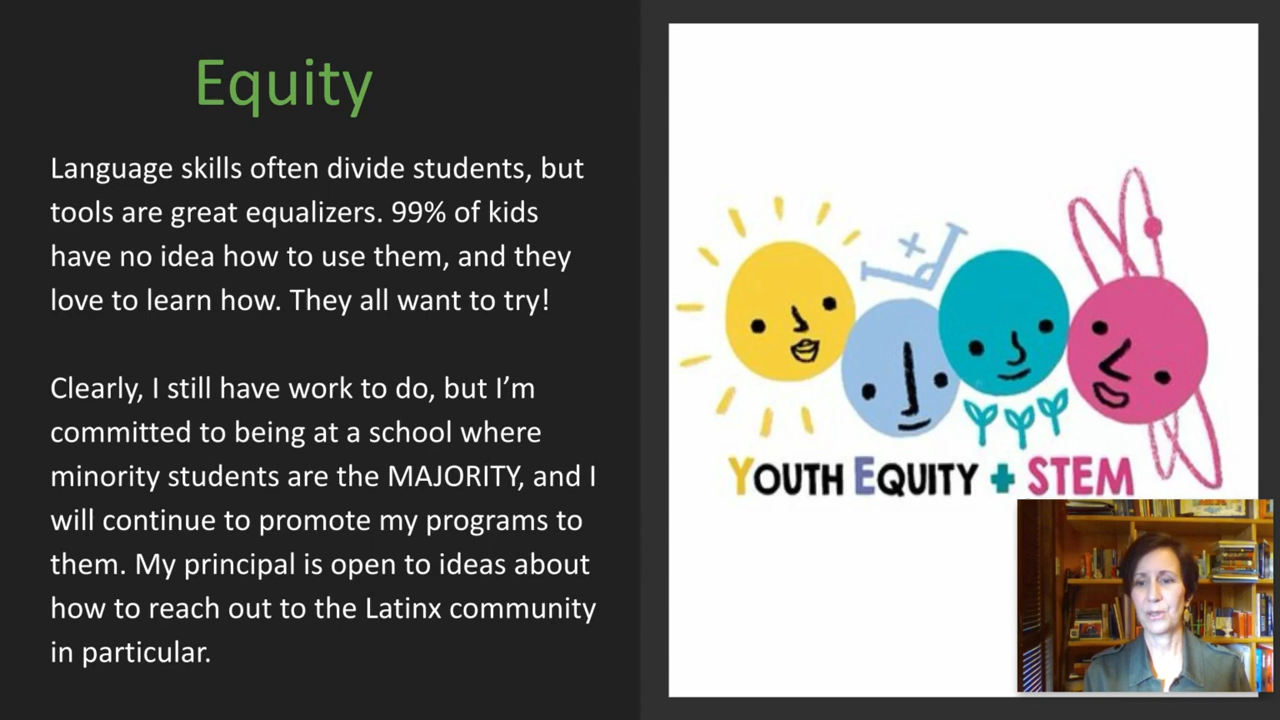 Equity
Language skills often divide students, but
tools are great equalizers. 99% of kids
have no idea how to use them, and they
love to learn how. They all want to try!
Clearly, I still have work to do, but I’m
committed to being at a school where
minority students are the MAJORITY, and I
will continue to promote my programs to
them. My principal is open to ideas about
how to reach out to the Latinx community
in particular.
YOUTH EQUITY + STEM